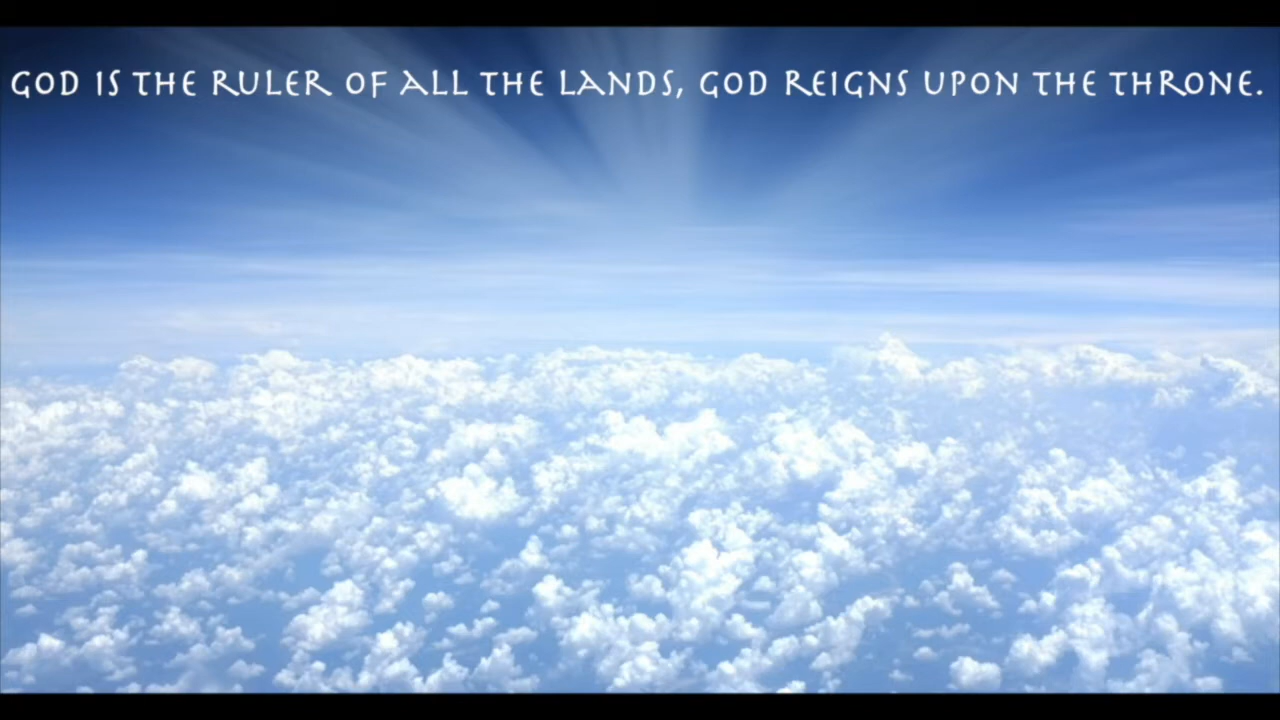 GOD IS THE RULER OF ALL THE LANDS, GOD REIGNS UPON THE THRONE.